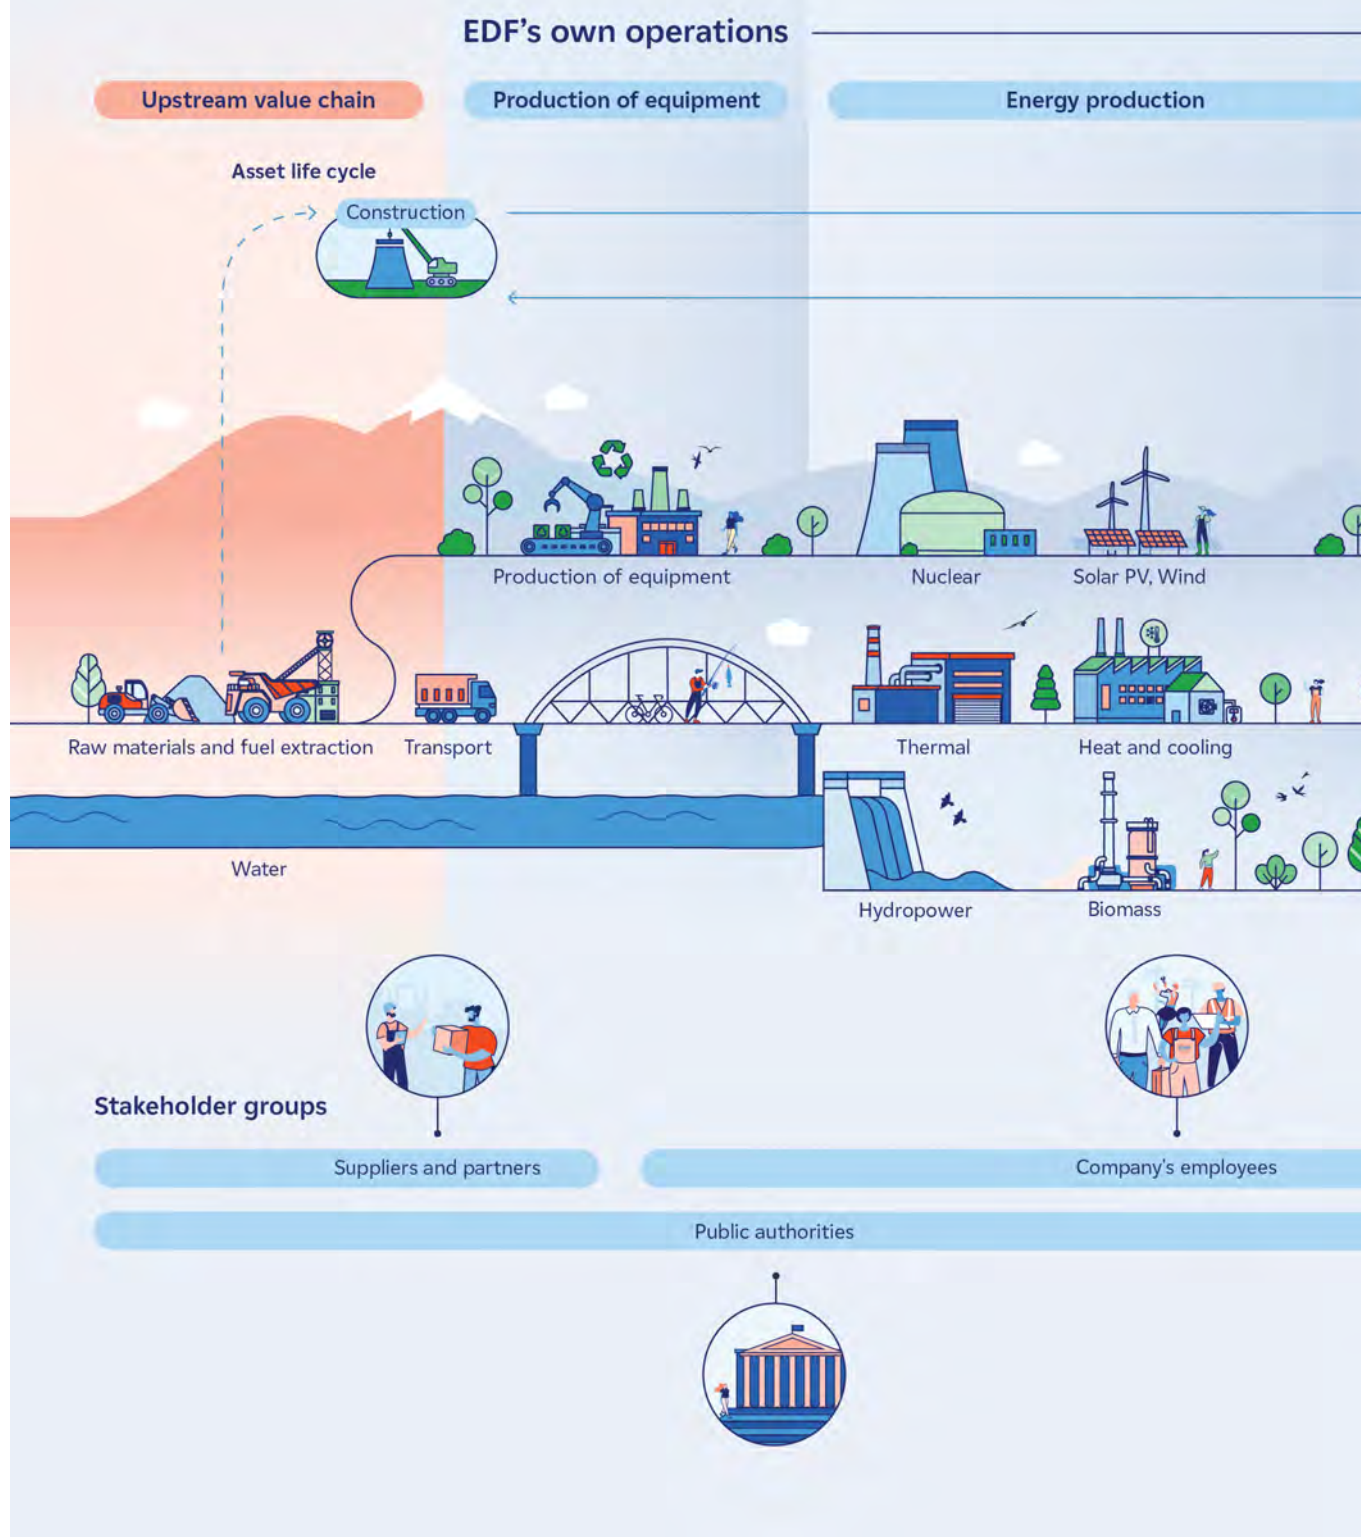 EDF’s own operations
Upstream value chain
Production of equipment
Energy production
Asset life cycle
Construction
Production of equipment
Nuclear
Solar PV, Wind
Raw materials and fuel extraction
Transport
Thermal
Heat and cooling
Water
Hydropower
Biomass
Stakeholder groups
Suppliers and partners
Company's employees
Public authorities